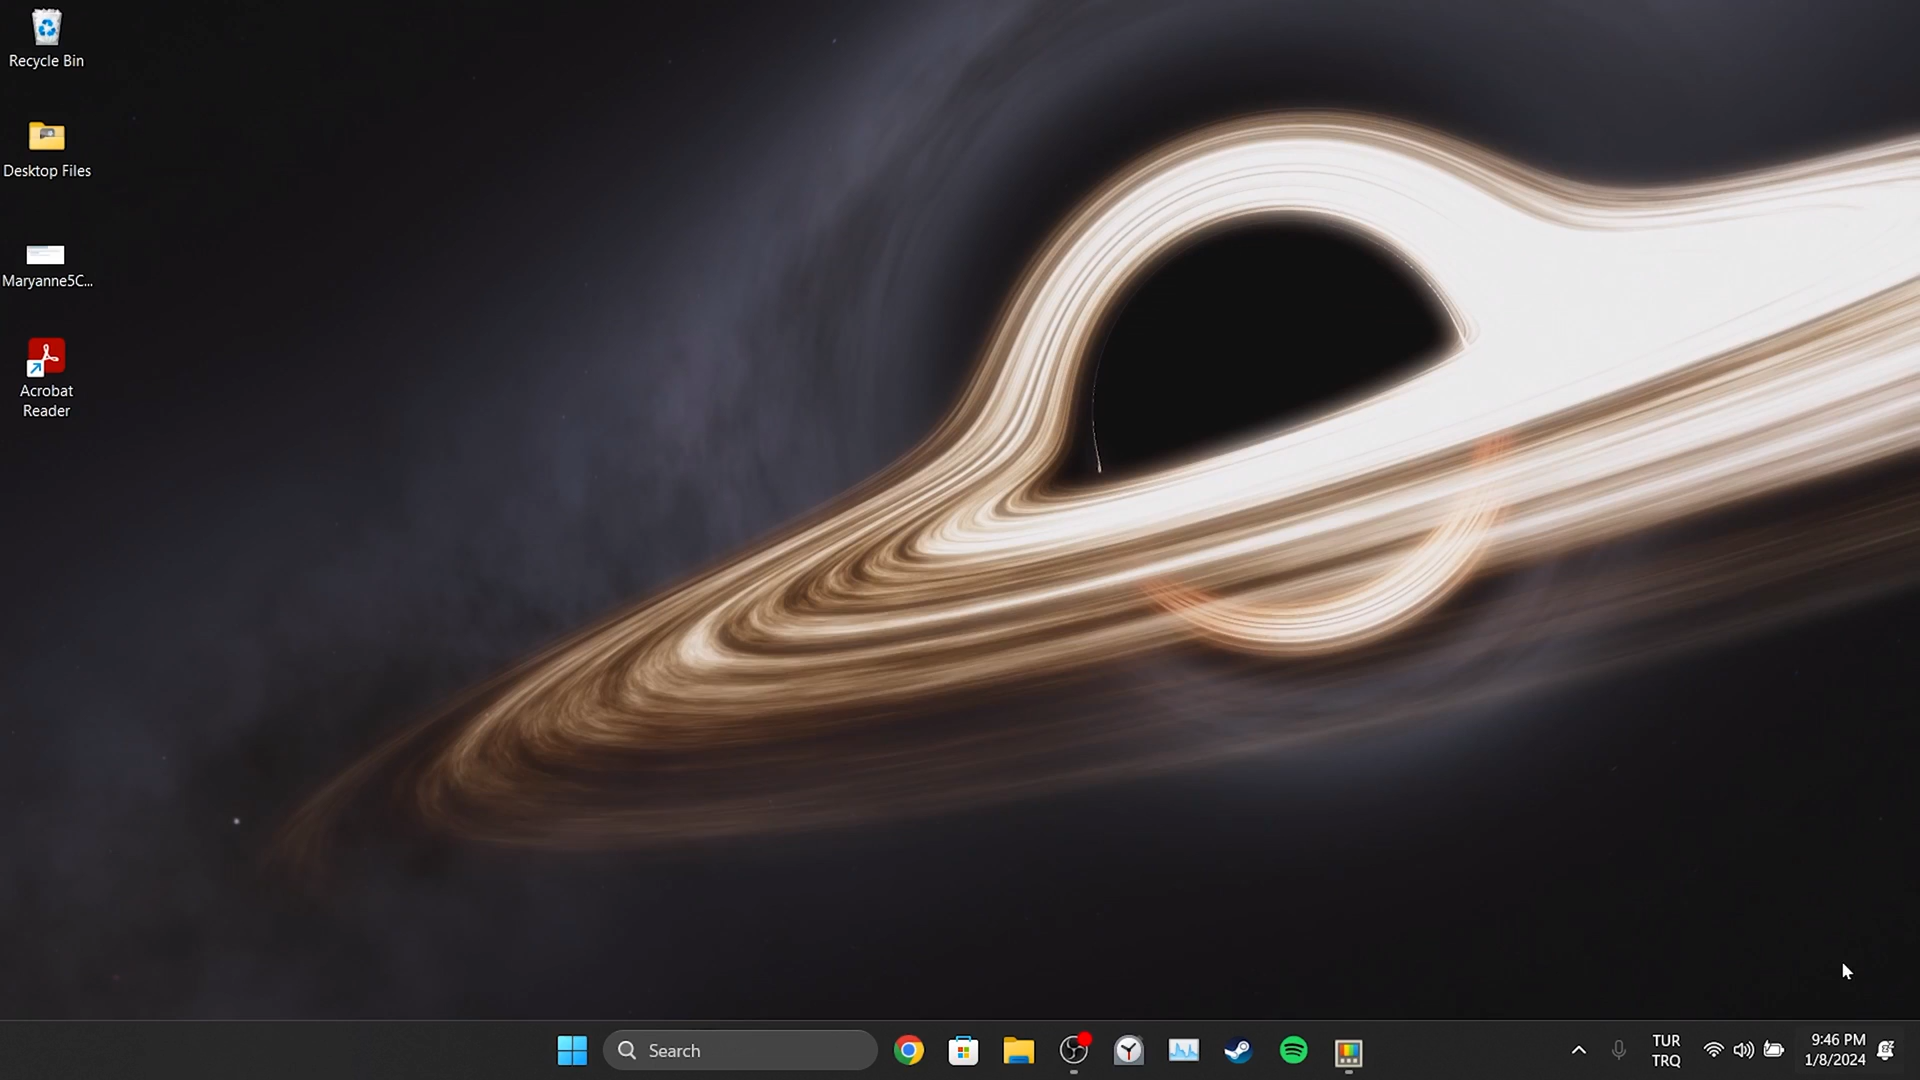 Recycle Bin
Desktop Files
Maryanne5C...
Acrobat
Reader
Search
TUR
TRQ
9:46 PM
1/8/2024